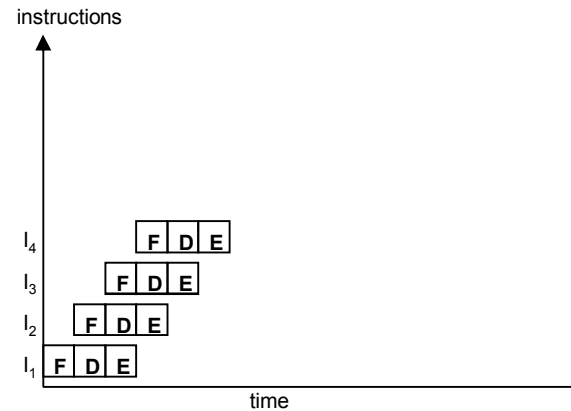 instructions
I₄ F D E
I₃ F D E
I₂ F D E
I₁ F D E
time